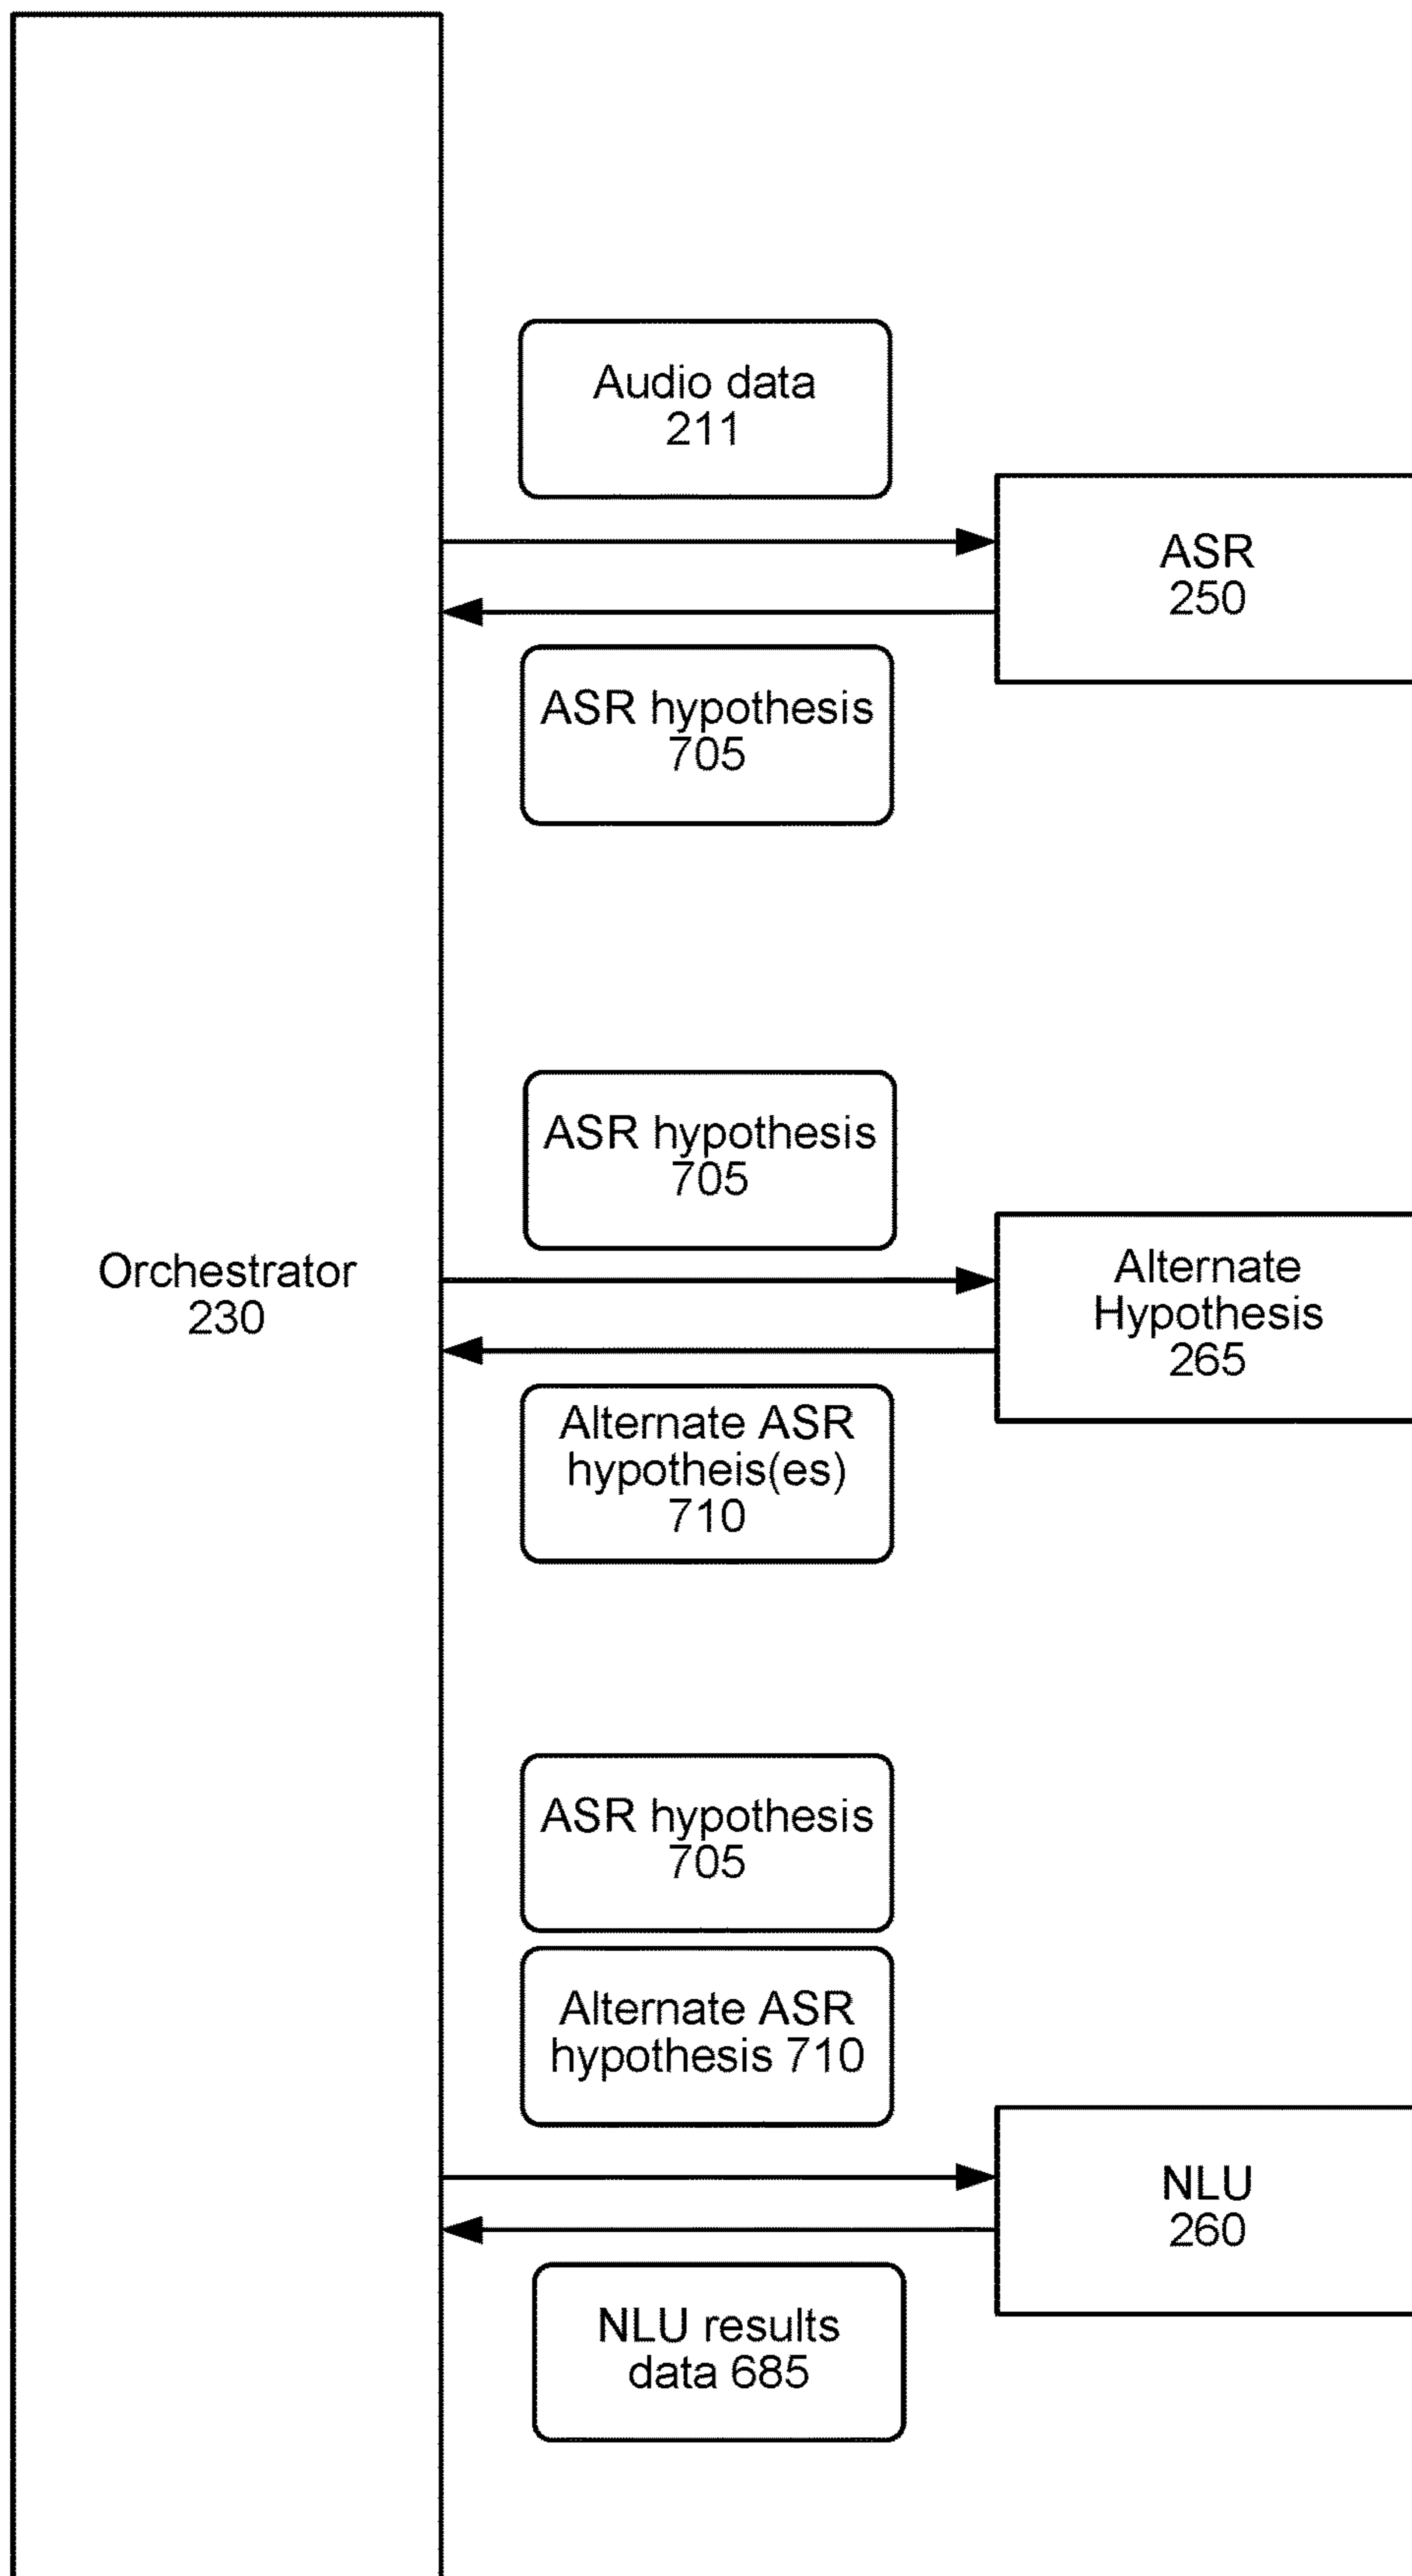 Audio data
211
ASR
250
ASR hypothesis
705
ASR hypothesis
705
Orchestrator
230
Alternate
Hypothesis
265
Alternate ASR
hypotheis(es)
710
ASR hypothesis
705
Alternate ASR
hypothesis 710
NLU
260
NLU results
data 685